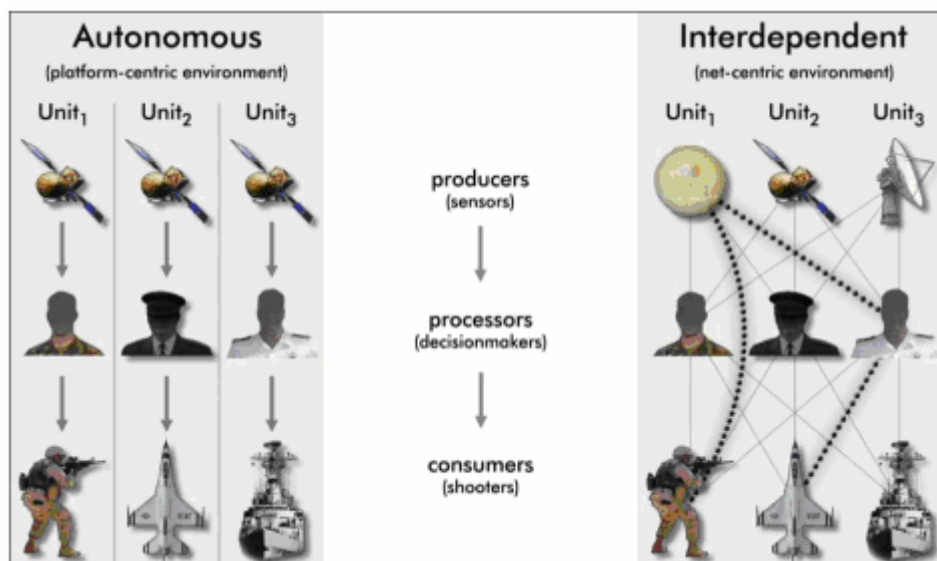 Autonomous
(platform-centric environment)
Unit₁ Unit₂ Unit₃
producers
(sensors)
processors
(decisionmakers)
consumers
(shooters)
Interdependent
(net-centric environment)
Unit₁ Unit₂ Unit₃